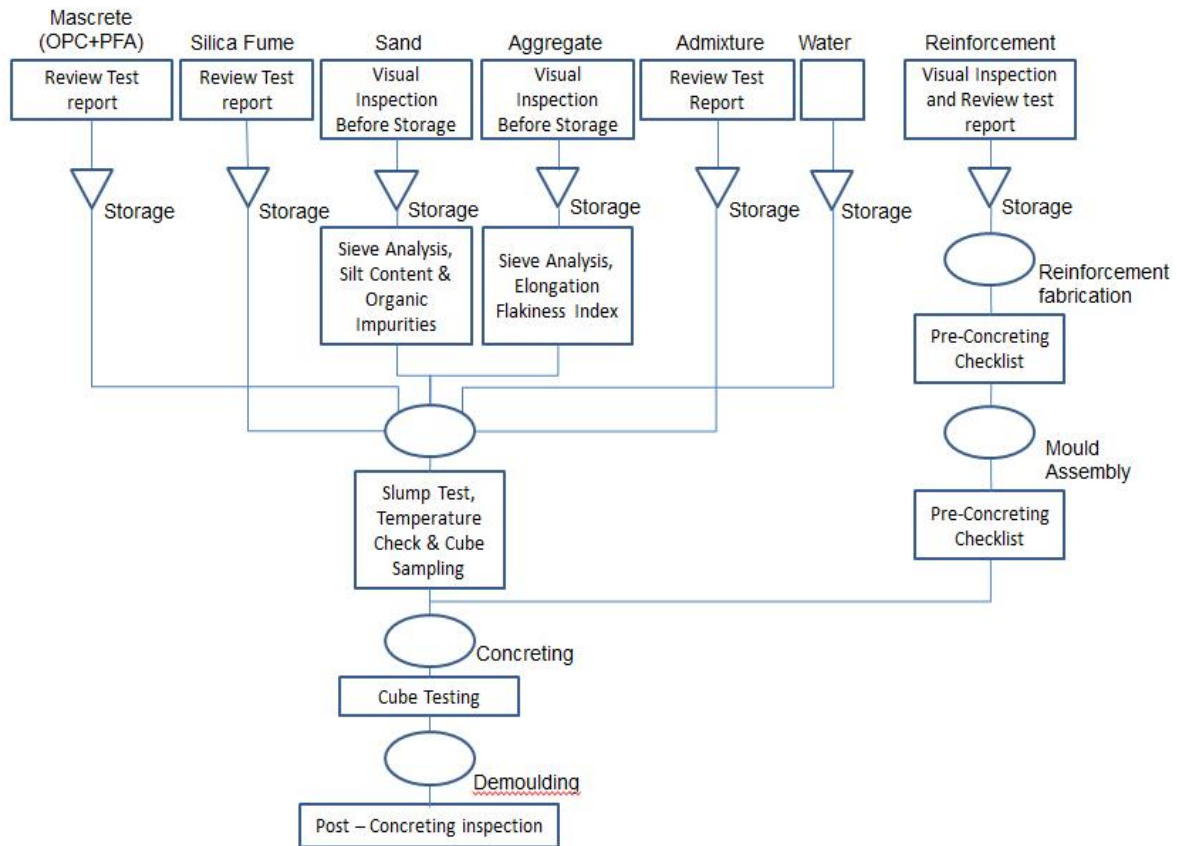 Mascrete
(OPC+PFA)
Silica Fume
Sand
Aggregate
Admixture
Water
Reinforcement
Review Test
report
Review Test
report
Visual
Inspection
Before Storage
Visual
Inspection
Before Storage
Review Test
Report
Visual Inspection
and Review test
report
Storage
Storage
Storage
Storage
Storage
Storage
Storage
Sieve Analysis,
Silt Content &
Organic
Impurities
Sieve Analysis,
Elongation
Flakiness Index
Reinforcement
fabrication
Pre-Concreting
Checklist
Mould
Assembly
Slump Test,
Temperature
Check & Cube
Sampling
Pre-Concreting
Checklist
Concreting
Cube Testing
Demoulding
Post – Concreting inspection